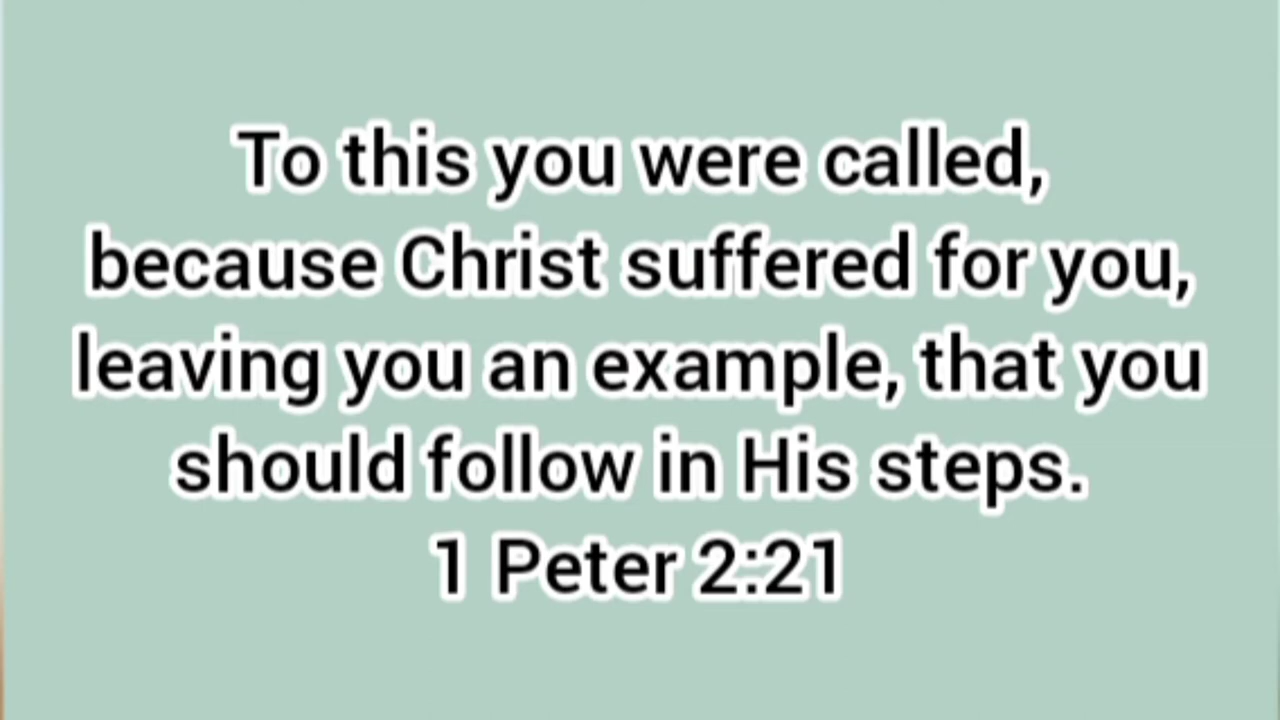 To this you were called,
because Christ suffered for you,
leaving you an example, that you
should follow in His steps.
1 Peter 2:21